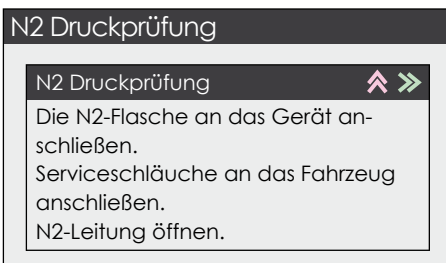 N2 Druckprüfung
N2 Druckprüfung
Die N2-Flasche an das Gerät an-
schließen.
Serviceschläuche an das Fahrzeug
anschließen.
N2-Leitung öffnen.